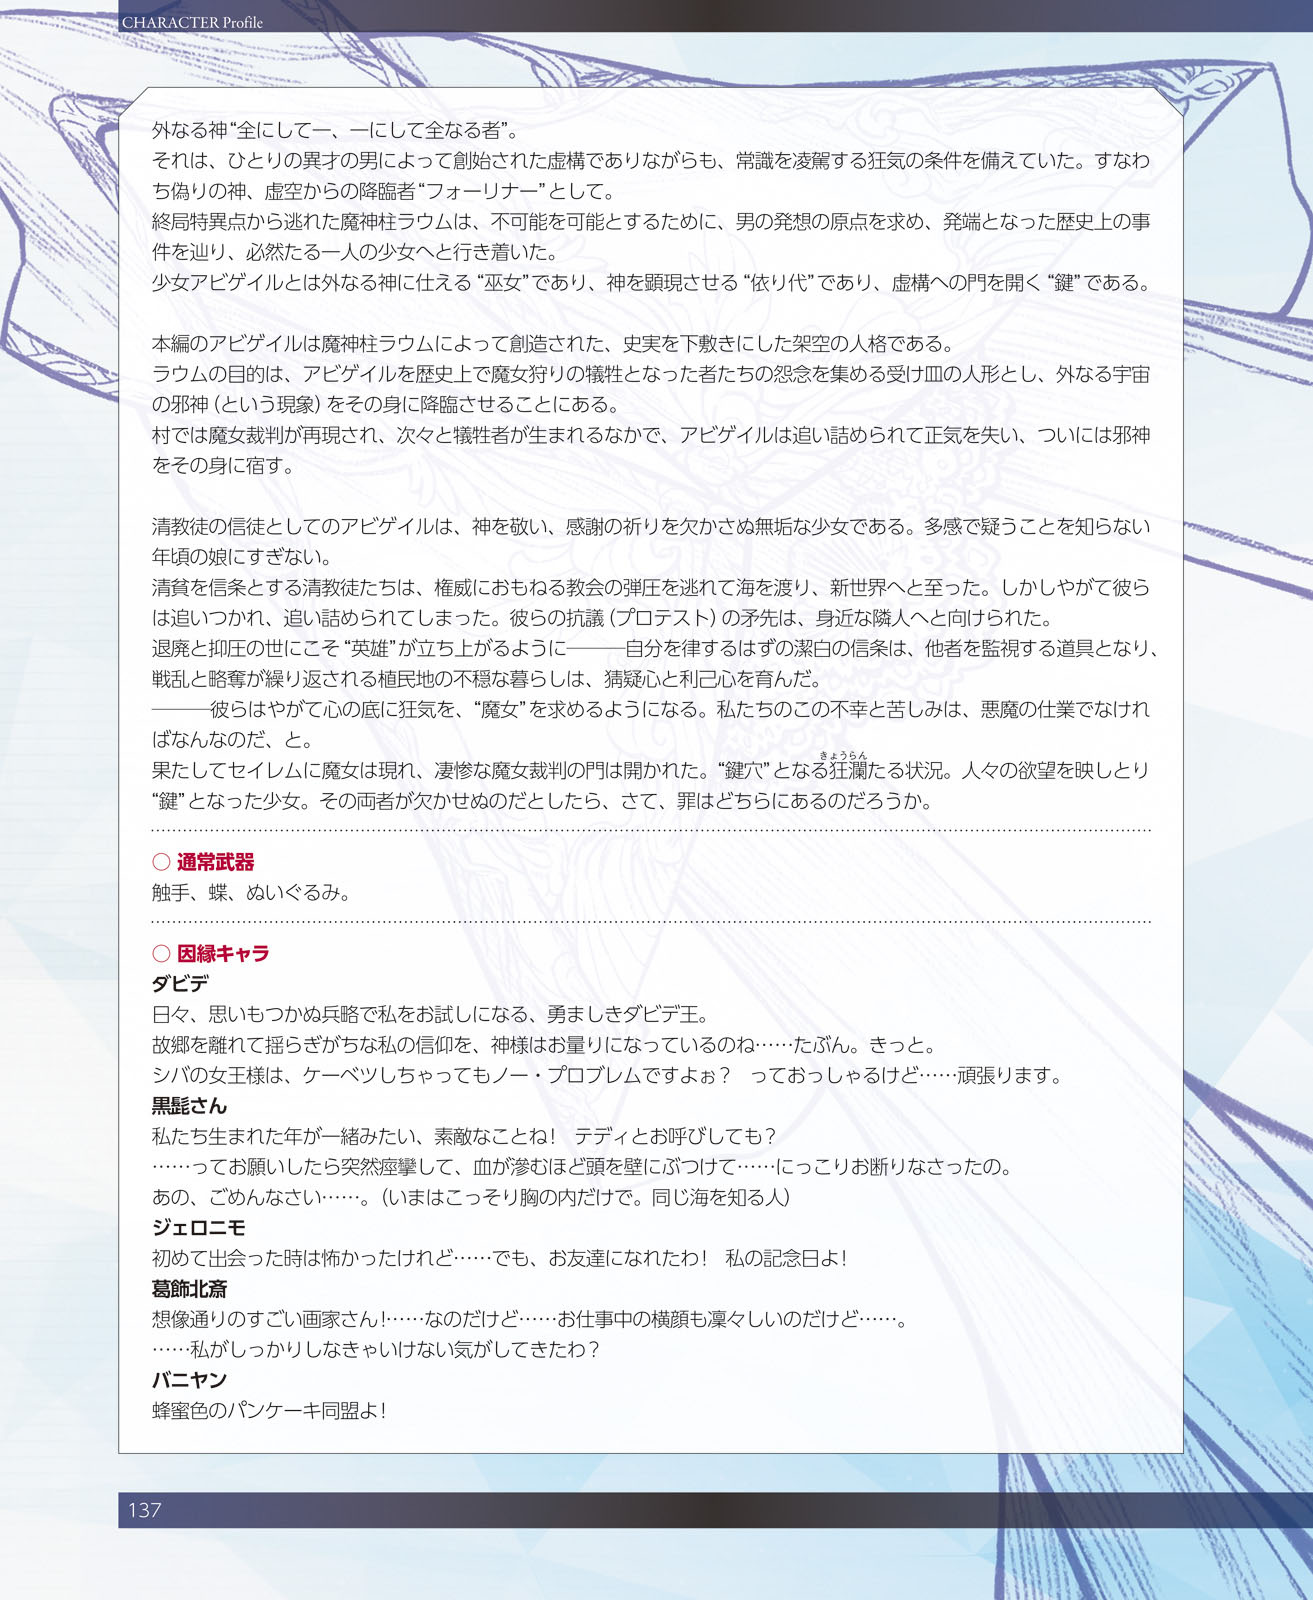 CHARACTER Profile
外なる神“全にして一、一にして全なる者”。
それは、ひとりの異才の男によって創始された虚構でありながらも、常識を凌駕する狂気の条件を備えていた。すなわ
ち偽りの神、虚空からの降臨者“フォーリナー”として。
終局特異点から逃れた魔神柱ラウムは、不可能を可能とするために、男の発想の原点を求め、発端となった歴史上の事
件を辿り、必然たる一人の少女へと行き着いた。
少女アビゲイルとは外なる神に仕える“巫女”であり、神を顕現させる“依り代”であり、虚構への門を開く“鍵”である。
本編のアビゲイルは魔神柱ラウムによって創造された、史実を下敷きにした架空の人格である。
ラウムの目的は、アビゲイルを歴史上で魔女狩りの犠牲となった者たちの怨念を集める受け皿の人形とし、外なる宇宙
の邪神（という現象）をその身に降臨させることにある。
村では魔女裁判が再現され、次々と犠牲者が生まれるなかで、アビゲイルは追い詰められて正気を失い、ついには邪神
をその身に宿す。
清教徒の信徒としてのアビゲイルは、神を敬い、感謝の祈りを欠かさぬ無垢な少女である。多感で疑うことを知らない
年頃の娘にすぎない。
清貧を信条とする清教徒たちは、権威におもねる教会の弾圧を逃れて海を渡り、新世界へと至った。しかしやがて彼ら
は追いつかれ、追い詰められてしまった。彼らの抗議（プロテスト）の矛先は、身近な隣人へと向けられた。
退廃と抑圧の世にこそ“英雄”が立ち上がるように―――自分を律するはずの潔白の信条は、他者を監視する道具となり、
戦乱と略奪が繰り返される植民地の不穏な暮らしは、猜疑心と利己心を育んだ。
―――彼らはやがて心の底に狂気を、“魔女”を求めるようになる。私たちのこの不幸と苦しみは、悪魔の仕業でなけれ
ばなんなのだ、と。
きょうらん
果たしてセイレムに魔女は現れ、凄惨な魔女裁判の門は開かれた。“鍵穴”となる狂瀾たる状況。人々の欲望を映しとり
“鍵”となった少女。その両者が欠かせぬのだとしたら、さて、罪はどちらにあるのだろうか。
○ 通常武器
触手、蝶、ぬいぐるみ。
○ 因縁キャラ
ダビデ
日々、思いもつかぬ兵略で私をお試しになる、勇ましきダビデ王。
故郷を離れて揺らぎがちな私の信仰を、神様はお量りになっているのね……たぶん。きっと。
シバの女王様は、ケーベツしちゃってもノー・プロブレムですよぉ？　っておっしゃるけど……頑張ります。
黒髭さん
私たち生まれた年が一緒みたい、素敵なことね！　テディとお呼びしても？
……ってお願いしたら突然痙攣して、血が滲むほど頭を壁にぶつけて……にっこりお断りなさったの。
あの、ごめんなさい……。（いまはこっそり胸の内だけで。同じ海を知る人）
ジェロニモ
初めて出会った時は怖かったけれど……でも、お友達になれたわ！　私の記念日よ！
葛飾北斎
想像通りのすごい画家さん！……なのだけど……お仕事中の横顔も凜々しいのだけど……。
……私がしっかりしなきゃいけない気がしてきたわ？
バニヤン
蜂蜜色のパンケーキ同盟よ！
137